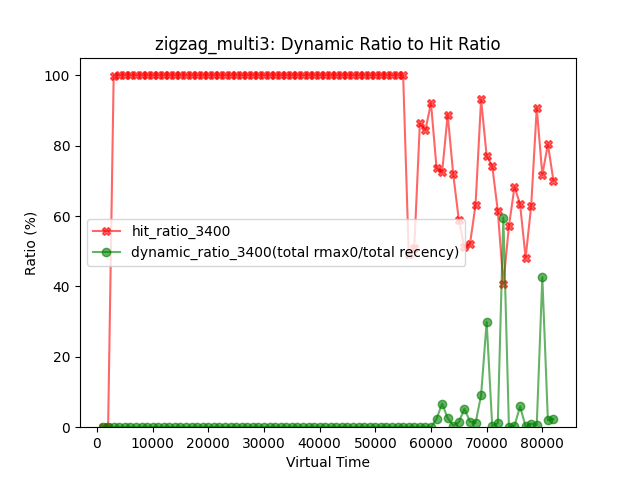 zigzag_multi3: Dynamic Ratio to Hit Ratio
100
80
60
40
20
0
Ratio (%)
hit_ratio_3400
dynamic_ratio_3400(total rmax0/total recency)
0 10000 20000 30000 40000 50000 60000 70000 80000
Virtual Time